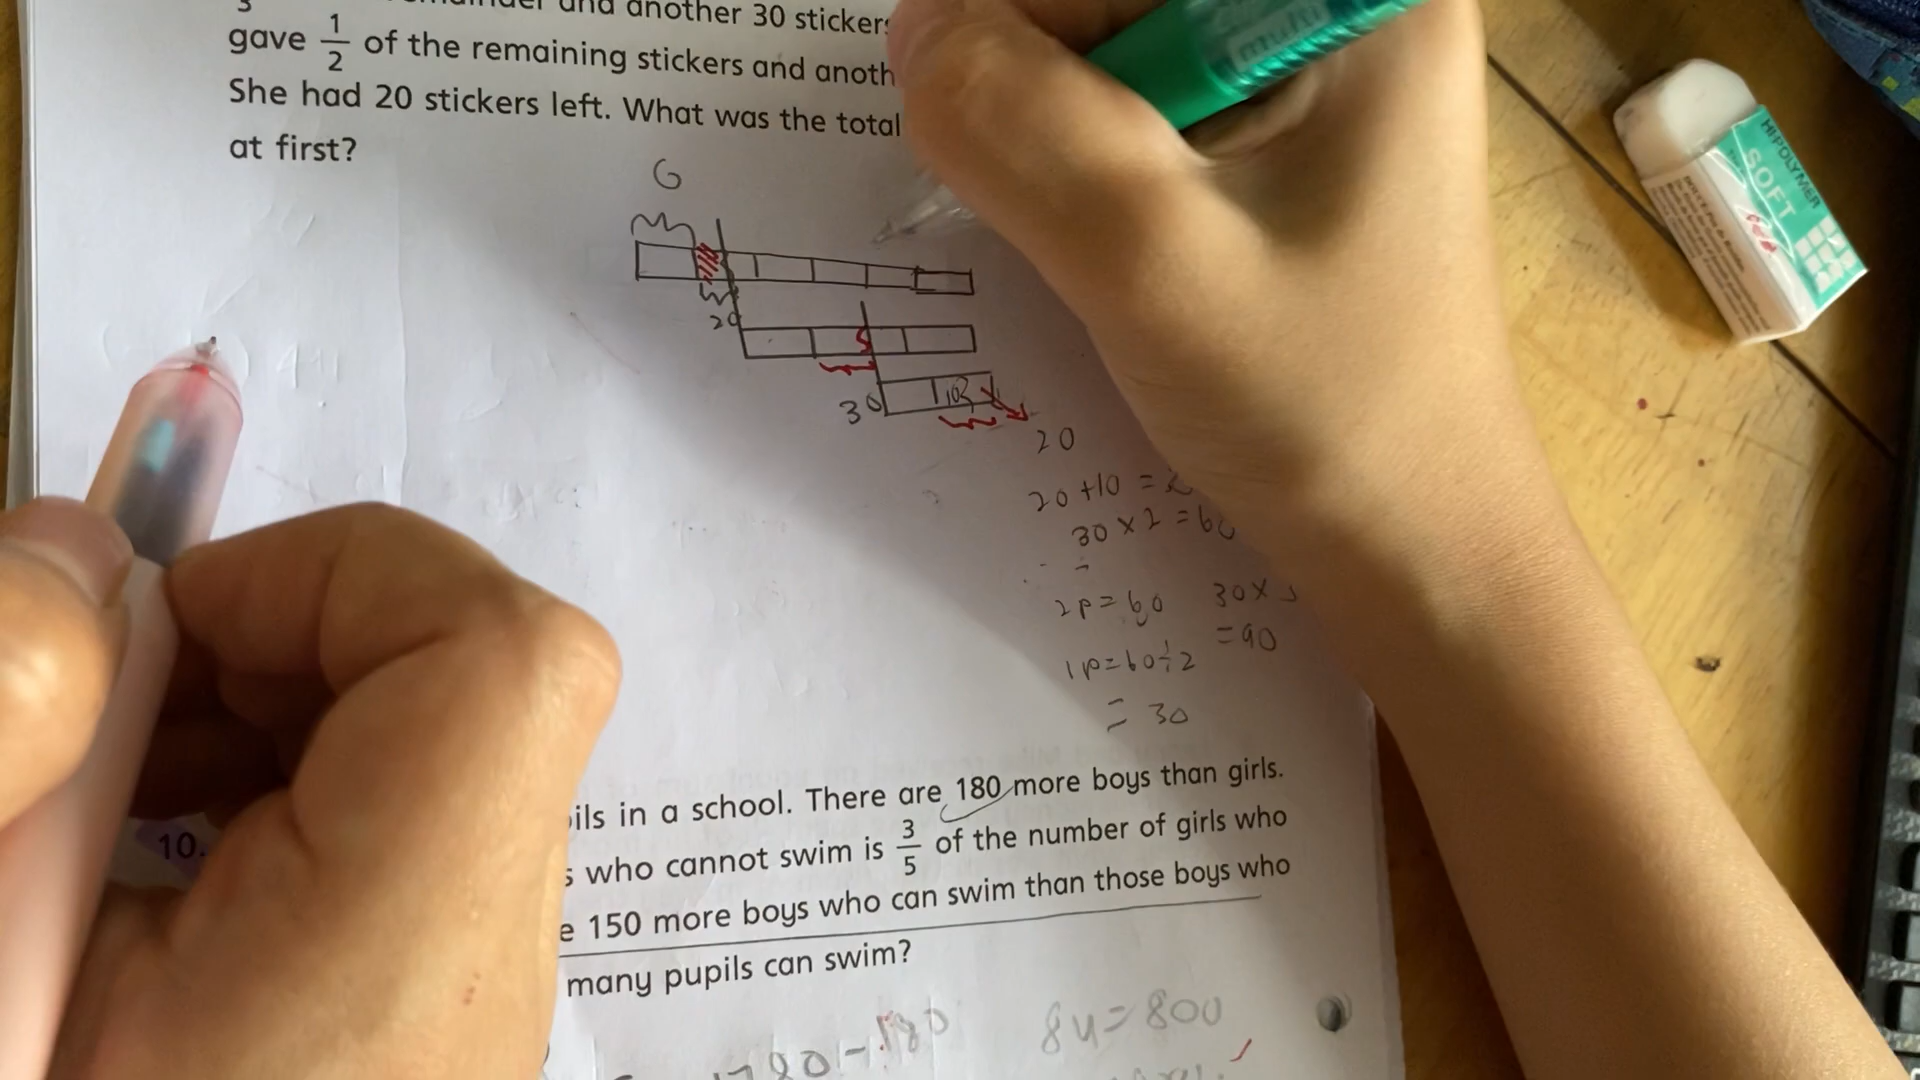 and another 30 stickers
gave 1/2 of the remaining stickers and anoth
She had 20 stickers left. What was the total
at first?
G
20
30
10
20
20 + 10 =
30 × 2 = 60
2p = 60
30 ×
= 90
1p = 60 ÷ 2
= 30
ils in a school. There are 180 more boys than girls.
10.
s who cannot swim is 3/5 of the number of girls who
e 150 more boys who can swim than those boys who
many pupils can swim?
8u = 800
- 180
HI-POLYMER
SOFT